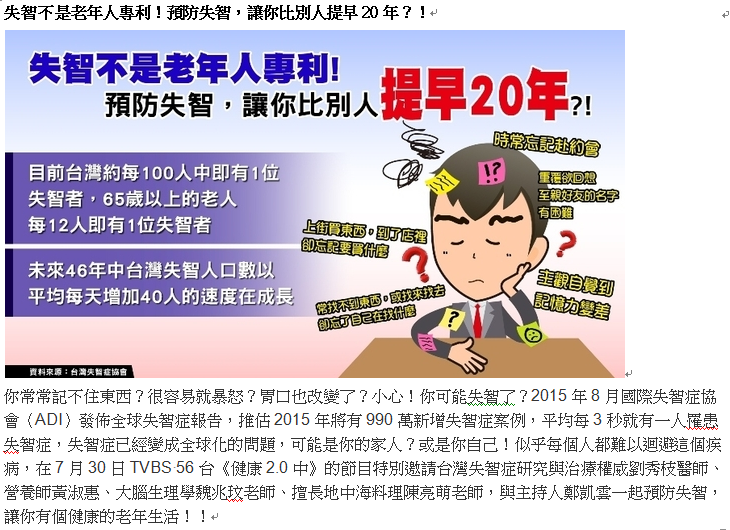 失智不是老年人專利！預防失智，讓你比別人提早 20 年？！
失智不是老年人專利!
預防失智，讓你比別人提早20年?!
目前台灣約每100人中即有1位
失智者，65歲以上的老人
每12人即有1位失智者
未來46年中台灣失智人口數以
平均每天增加40人的速度在成長
時常忘記赴約會
!?
重覆欲回想
至親好友的名字
有困難
上街買東西，到了店裡
卻忘記要買什麼
?
?
主觀自覺到
記憶力變差
常找不到東西，或找來找去
卻忘了自己在找什麼
?
資料來源：台灣失智症協會
你常常記不住東西？很容易就暴怒？胃口也改變了？小心！你可能失智了？2015 年 8 月國際失智症協
會（ADI）發佈全球失智症報告，推估 2015 年將有 990 萬新增失智症案例，平均每 3 秒就有一人罹患
失智症，失智症已經變成全球化的問題，可能是你的家人？或是你自己！似乎每個人都難以迴避這個疾
病，在 7 月 30 日 TVBS 56 台《健康 2.0 中》的節目特別邀請台灣失智症研究與治療權威劉秀枝醫師、
營養師黃淑惠、大腦生理學魏兆玟老師、擅長地中海料理陳亮萌老師，與主持人鄭凱雲一起預防失智，
讓你有個健康的老年生活！！